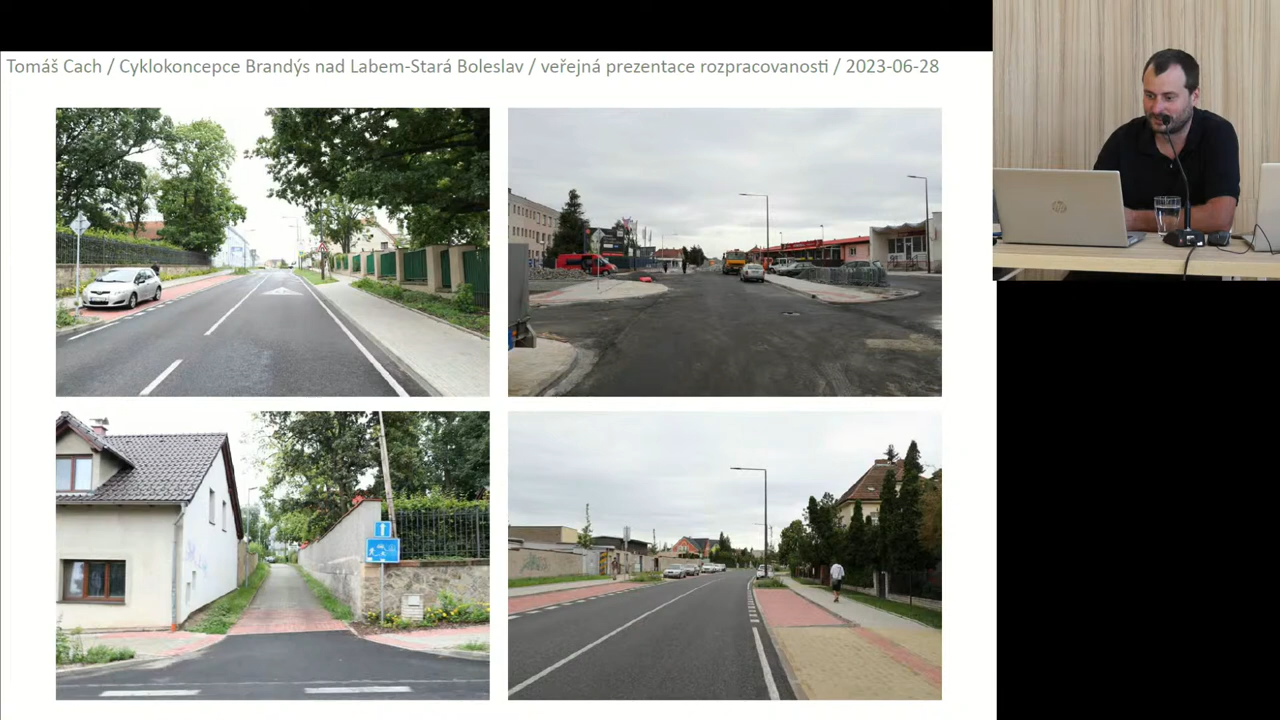 Tomáš Cach / Cyklokoncepce Brandýs nad Labem-Stará Boleslav / veřejná prezentace rozpracovanosti / 2023-06-28